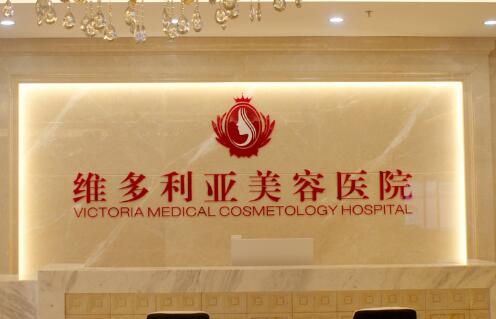 维多利亚美容医院
VICTORIA MEDICAL COSMETOLOGY HOSPITAL